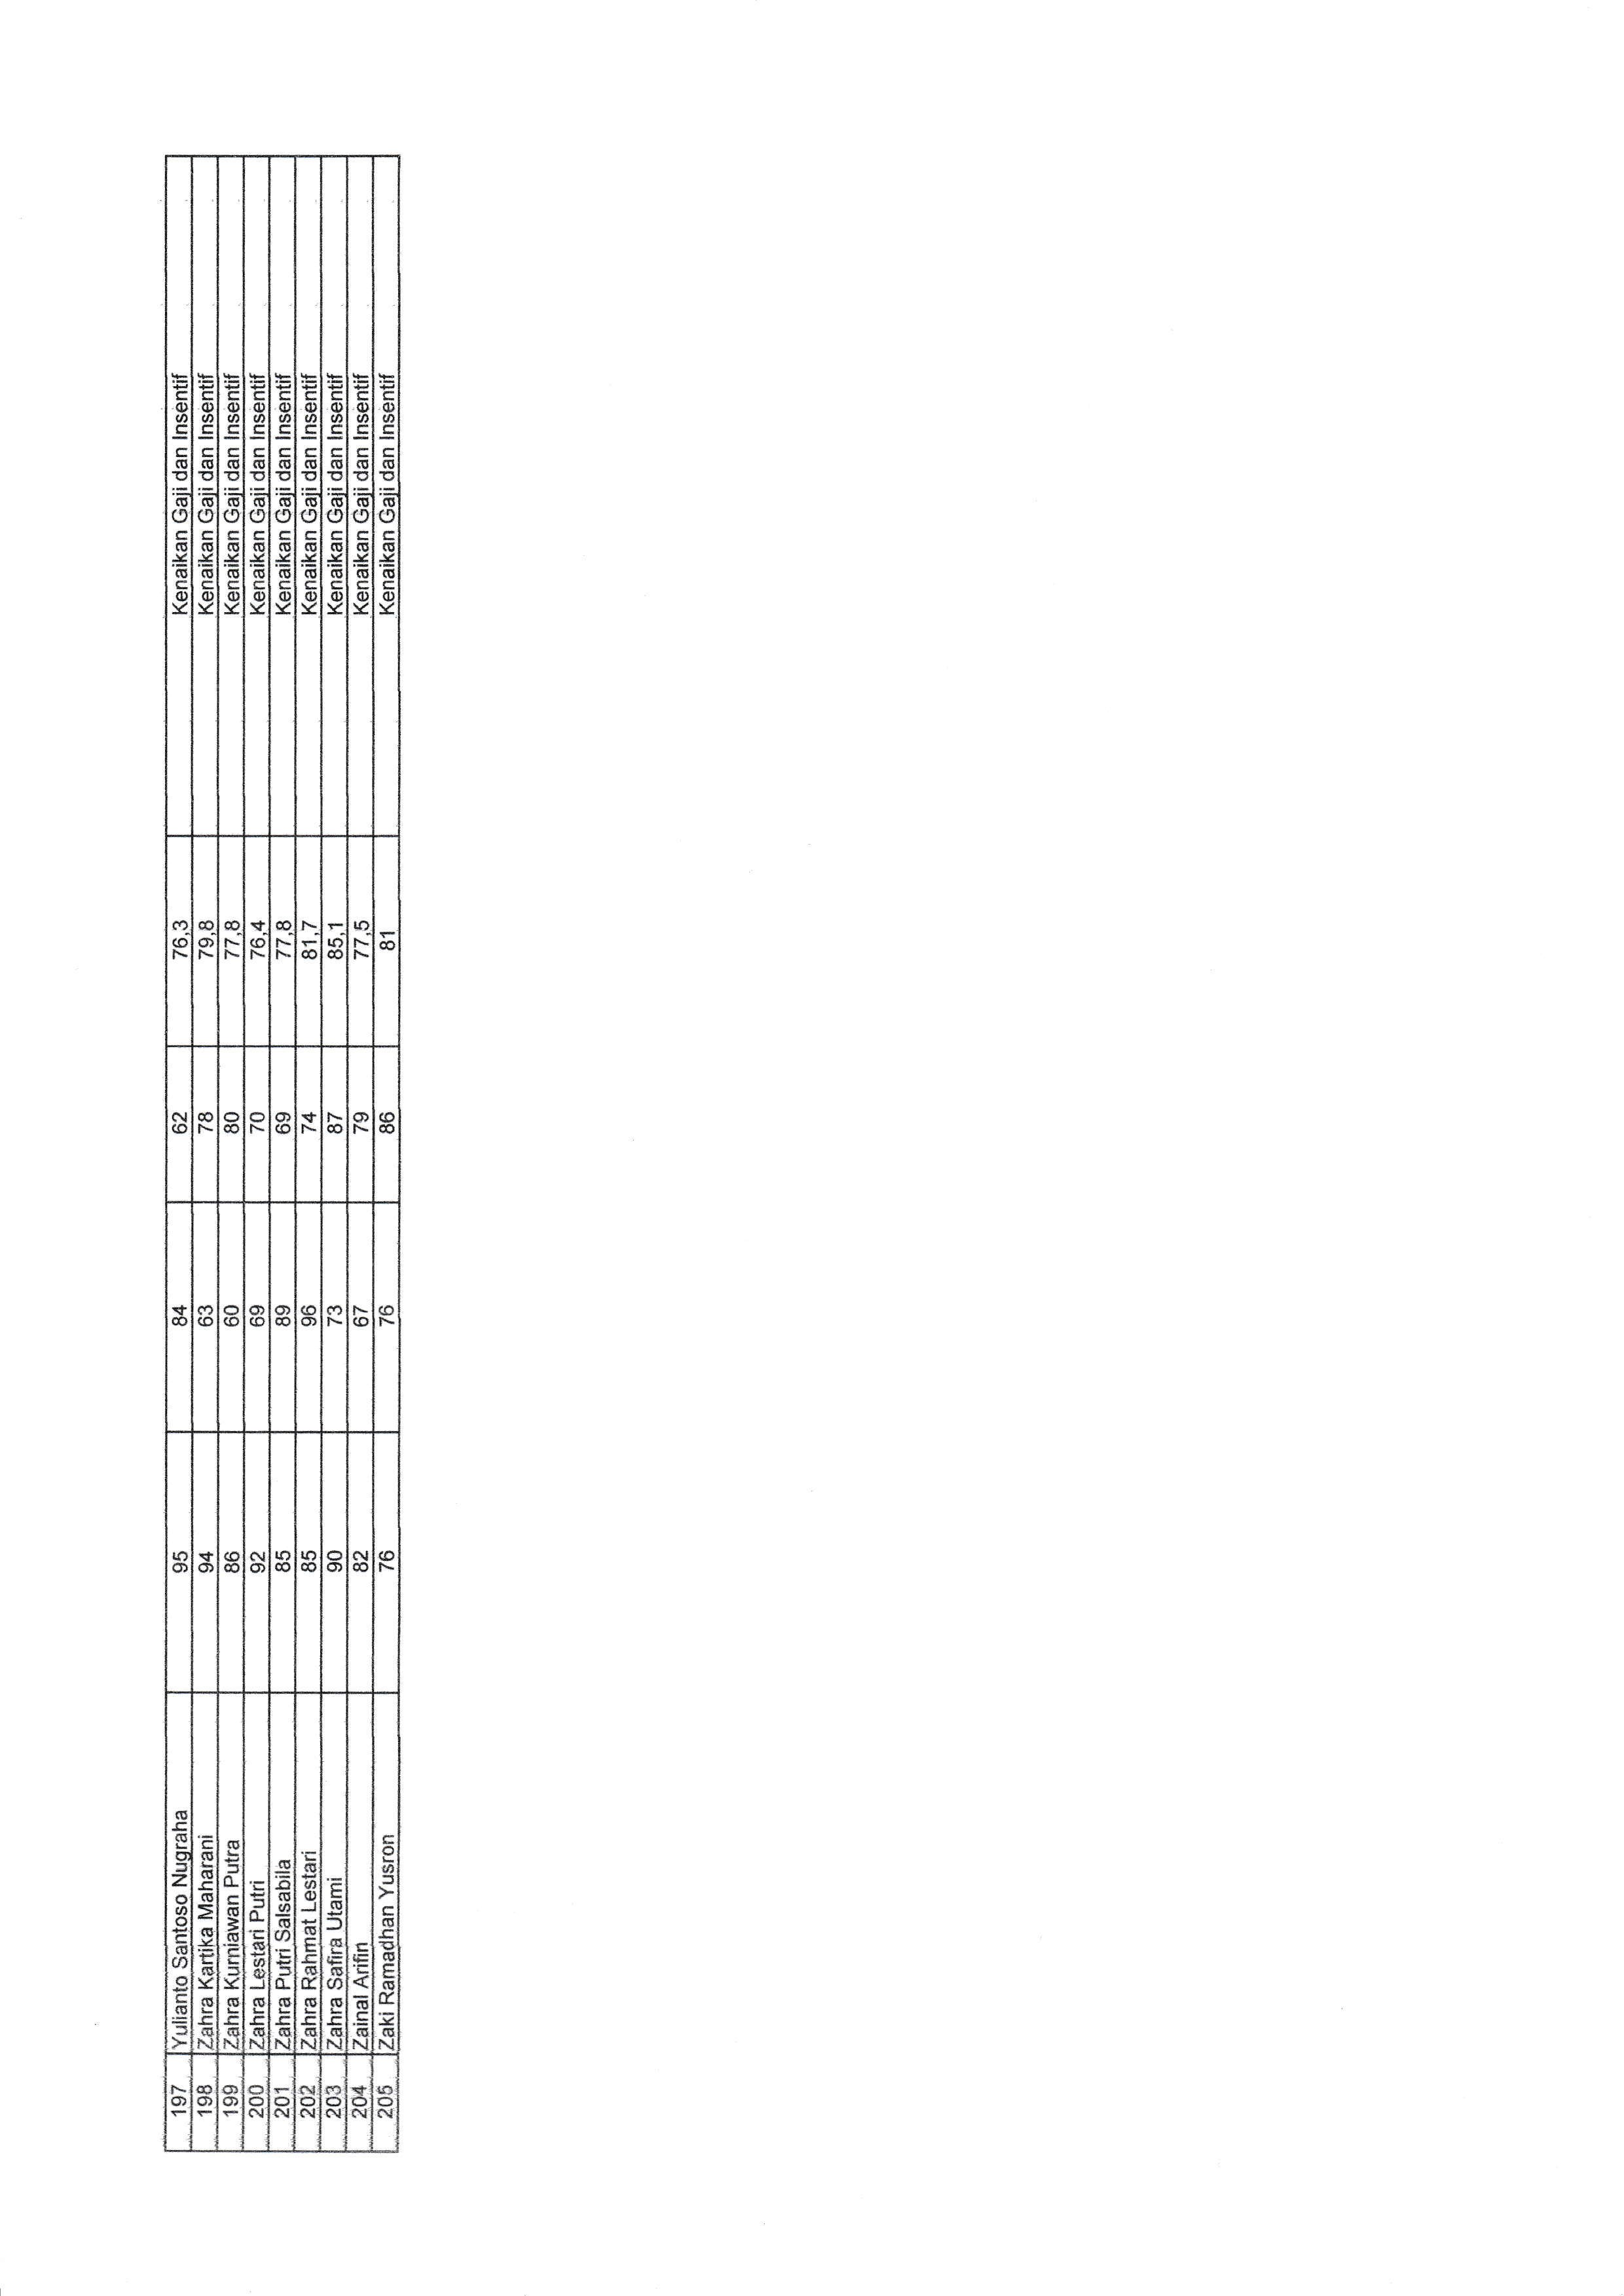 197 Yulianto Santoso Nugraha 95 84 62 76,3 Kenaikan Gaji dan Insentif
198 Zahra Kartika Maharani 94 63 78 79,8 Kenaikan Gaji dan Insentif
199 Zahra Kurniawan Putra 86 60 80 77,8 Kenaikan Gaji dan Insentif
200 Zahra Lestari Putri 92 69 70 76,4 Kenaikan Gaji dan Insentif
201 Zahra Putri Salsabila 85 89 69 77,8 Kenaikan Gaji dan Insentif
202 Zahra Rahmat Lestari 85 96 74 81,7 Kenaikan Gaji dan Insentif
203 Zahra Safira Utami 90 73 87 85,1 Kenaikan Gaji dan Insentif
204 Zainal Arifin 82 67 79 77,5 Kenaikan Gaji dan Insentif
205 Zaki Ramadhan Yusron 76 76 86 81 Kenaikan Gaji dan Insentif